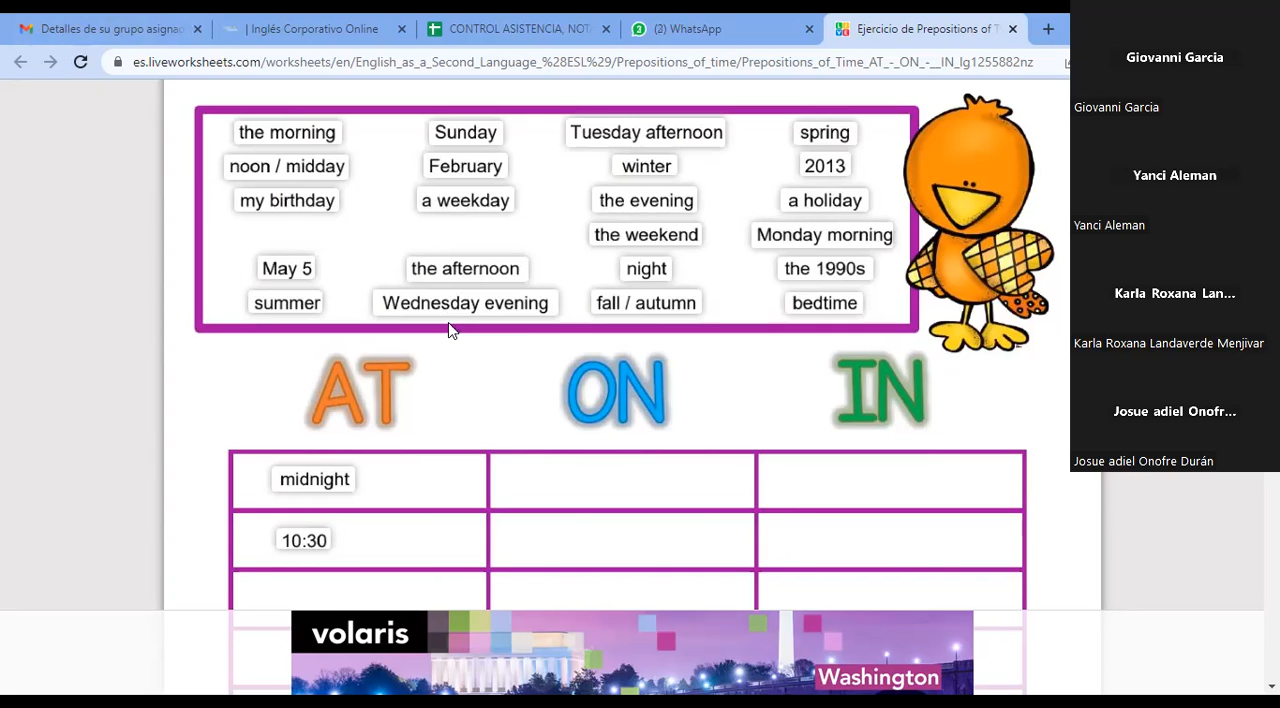 Detalles de su grupo asignad
| Inglés Corporativo Online
CONTROL ASISTENCIA, NOT
(2) WhatsApp
Ejercicio de Prepositions of T
es.liveworksheets.com/worksheets/en/English_as_a_Second_Language_%28ESL%29/Prepositions_of_time/Prepositions_of_Time_AT_-_ON_-__IN_lg1255882nz
the morning Sunday Tuesday afternoon spring
noon / midday February winter 2013
my birthday a weekday the evening a holiday
the weekend Monday morning
May 5 the afternoon night the 1990s
summer Wednesday evening fall / autumn bedtime
AT ON IN
midnight
10:30
volaris
Washington
Giovanni Garcia
Giovanni Garcia
Yanci Aleman
Yanci Aleman
Karla Roxana Lan...
Karla Roxana Landaverde Menjivar
Josue adiel Onofr...
Josue adiel Onofre Durán